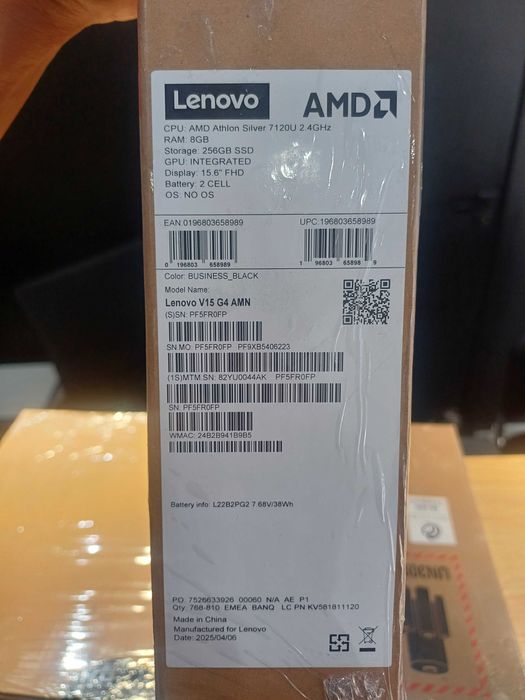 Lenovo AMD
CPU: AMD Athlon Silver 7120U 2.4GHz
RAM: 8GB
Storage: 256GB SSD
GPU: INTEGRATED
Display: 15.6" FHD
Battery: 2 CELL
OS: NO OS
EAN:0196803658989 UPC:196803658989
0 196803 658989 1 96803 65898 9
Color: BUSINESS_BLACK
Model Name:
Lenovo V15 G4 AMN
(S)SN: PF5FR0FP
SN.MO: PF5FR0FP PF9XB5406223
(1S)MTM.SN: 82YU0044AK PF5FR0FP
SN: PF5FR0FP
WMAC: 24B2B941B9B5
Battery info: L22B2PG2 7.68V/38Wh
PO. 7526633926 00060 N/A AE P1
Qty. 768-810 EMEA BANQ LC PN:KV581811120
Made in China
Manufactured for Lenovo
Date: 2025/04/06